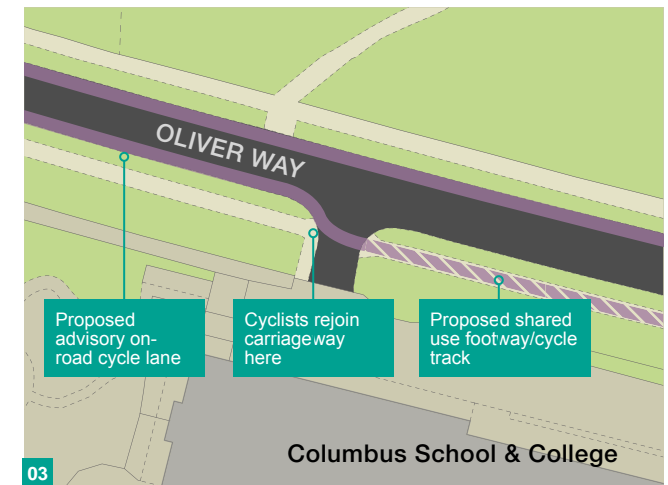 OLIVER WAY
Proposed
advisory on-
road cycle lane
Cyclists rejoin
carriageway
here
Proposed shared
use footway/cycle
track
Columbus School & College
03